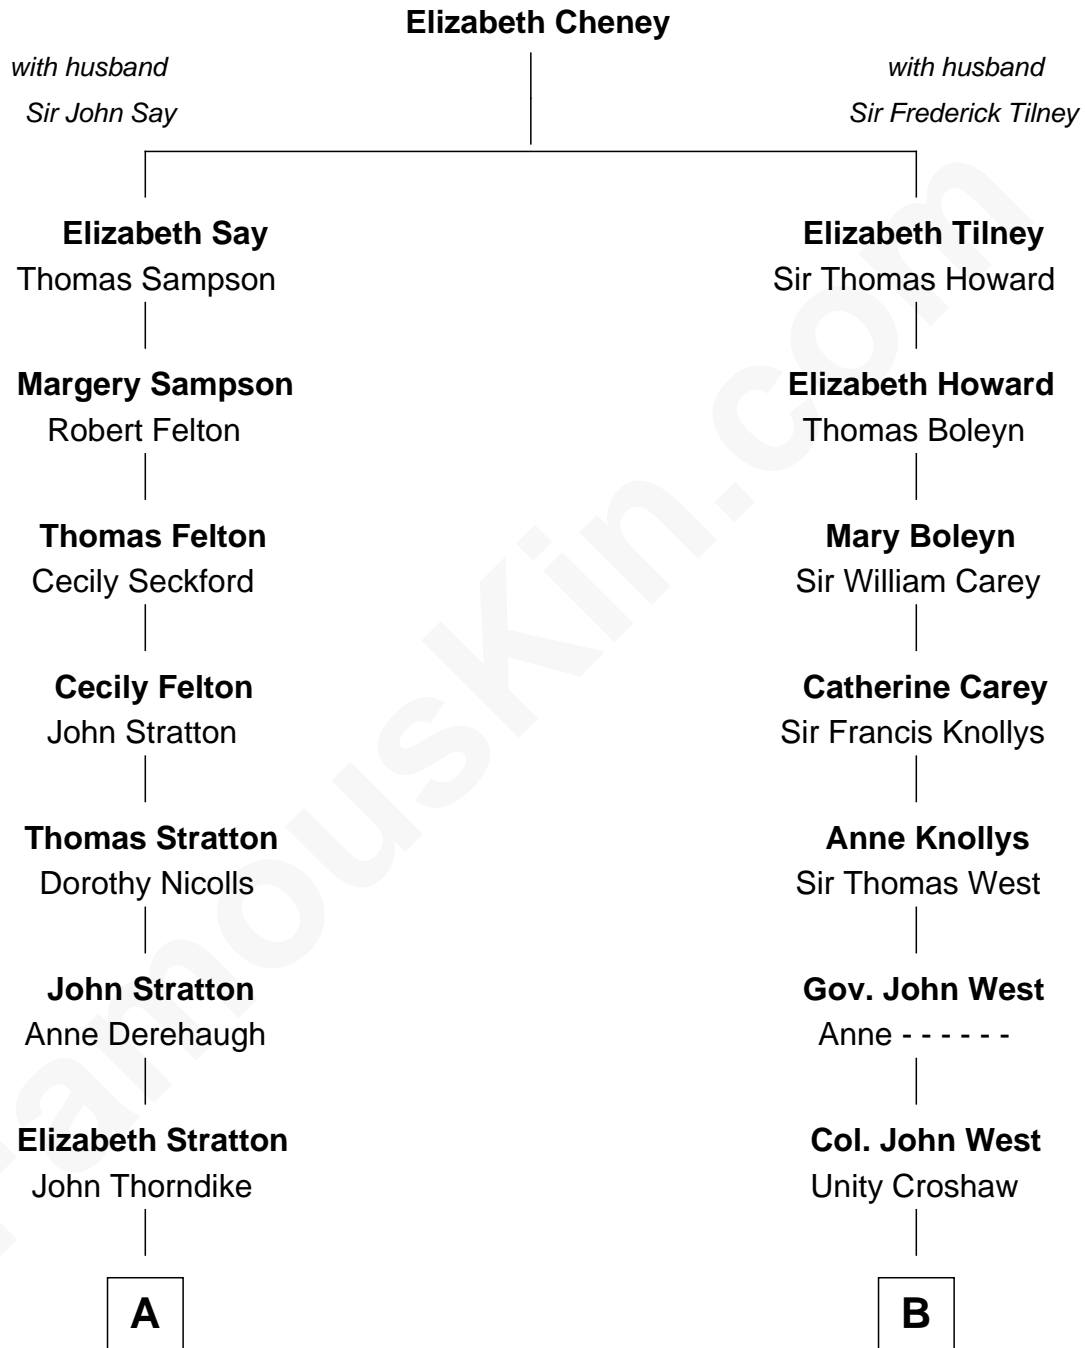 Elizabeth Cheney
with husband
Sir John Say
with husband
Sir Frederick Tilney
Elizabeth Say
Thomas Sampson
Elizabeth Tilney
Sir Thomas Howard
Margery Sampson
Robert Felton
Elizabeth Howard
Thomas Boleyn
Thomas Felton
Cecily Seckford
Mary Boleyn
Sir William Carey
Cecily Felton
John Stratton
Catherine Carey
Sir Francis Knollys
Thomas Stratton
Dorothy Nicolls
Anne Knollys
Sir Thomas West
John Stratton
Anne Derehaugh
Gov. John West
Anne - - - - - -
Elizabeth Stratton
John Thorndike
Col. John West
Unity Croshaw
A
B
FamousKin.com